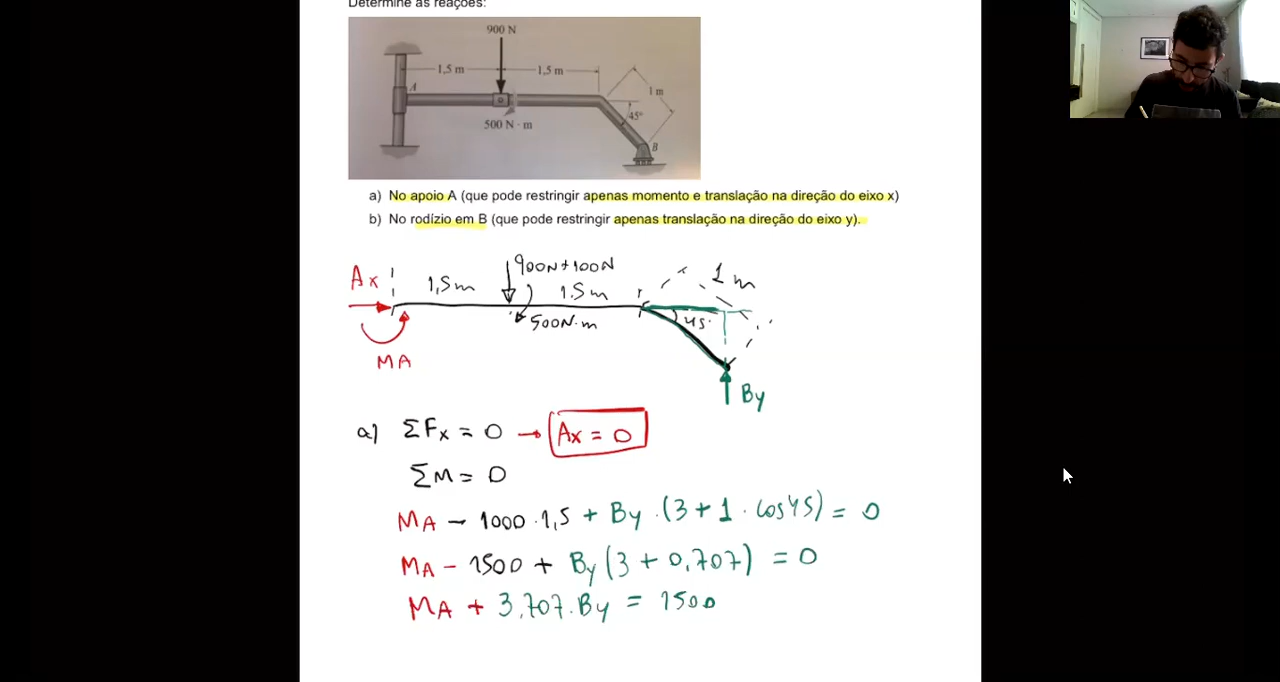 Determine as reações:
900 N
1,5 m
1,5 m
1 m
A
45°
500 N · m
B
a) No apoio A (que pode restringir apenas momento e translação na direção do eixo x)
b) No rodízio em B (que pode restringir apenas translação na direção do eixo y).
900N+100N
Ax
1,5m
1.5m
1m
500N·m
45°
MA
By
a) ΣFx = 0 → Ax = 0
ΣM = 0
MA - 1000 · 1,5 + By · (3 + 1 · cos45) = 0
MA - 1500 + By (3 + 0,707) = 0
MA + 3,707 · By = 1500